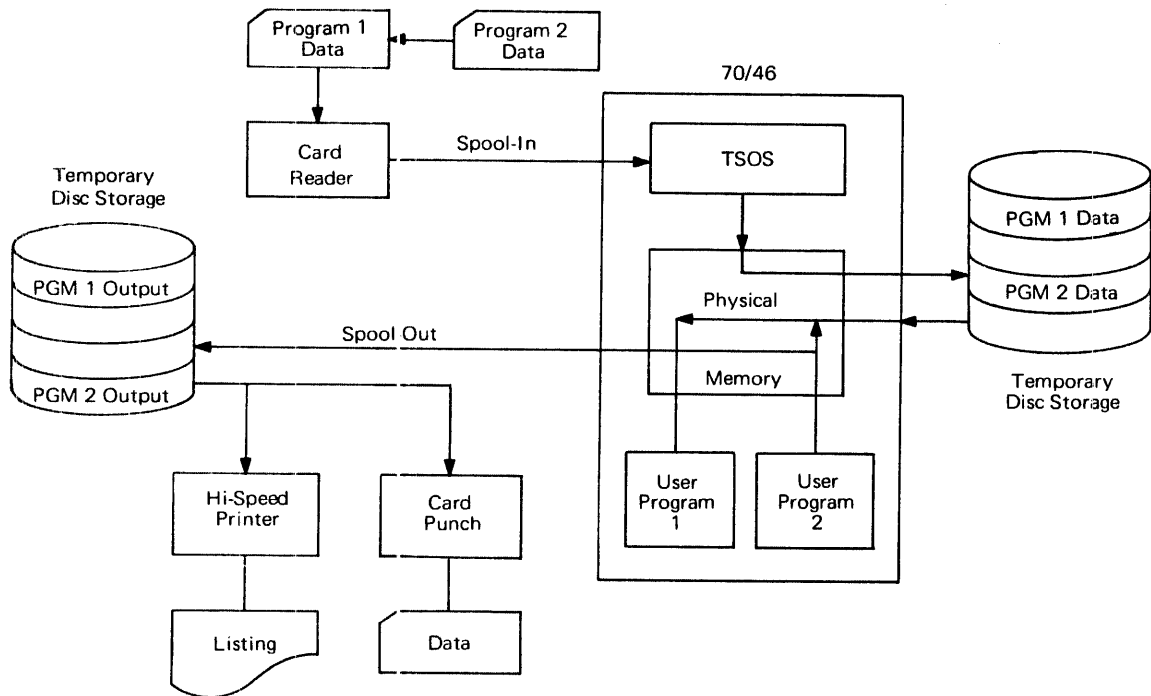 Program 1
Data
Program 2
Data
70/46
Card
Reader
Spool-In
TSOS
Temporary
Disc Storage
PGM 1 Data
PGM 2 Data
Temporary
Disc Storage
PGM 1 Output
PGM 2 Output
Physical
Memory
Spool Out
User
Program
1
User
Program
2
Hi-Speed
Printer
Card
Punch
Listing
Data